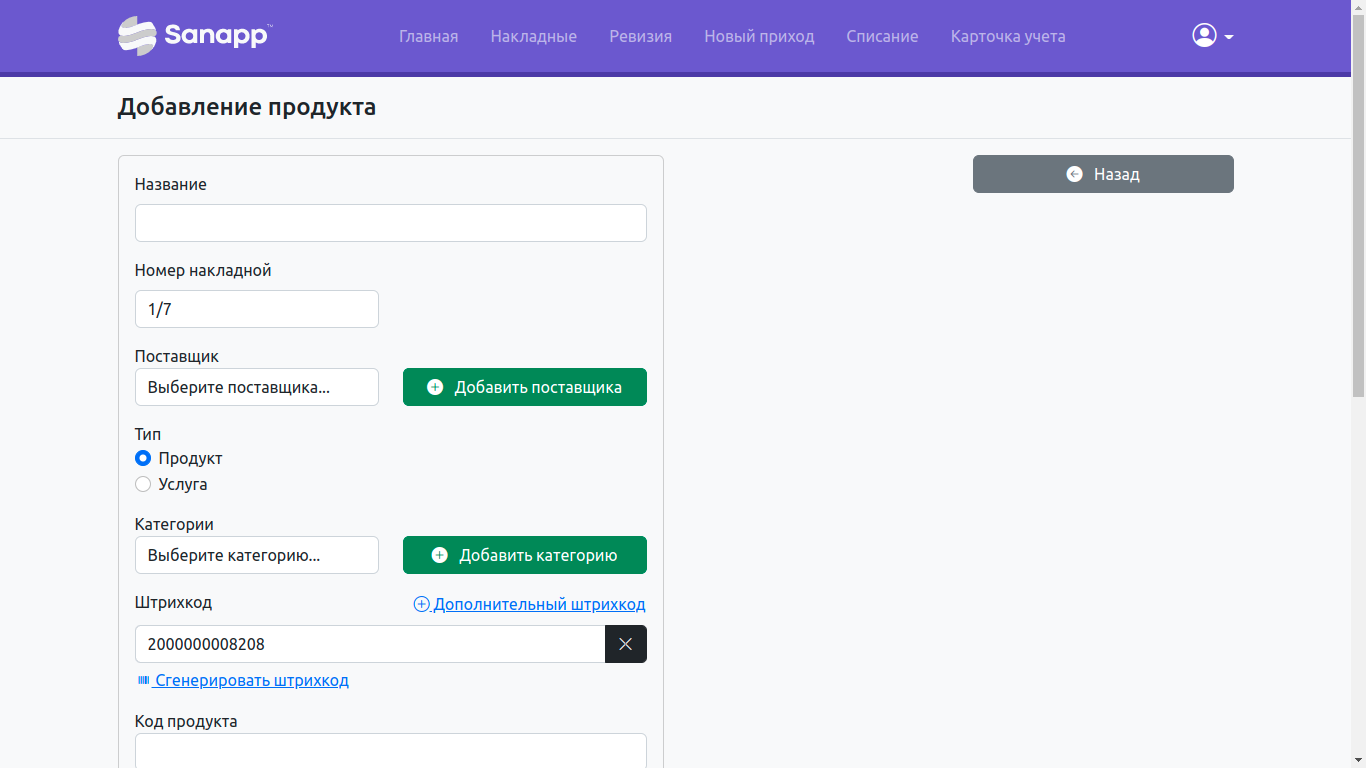 Sanapp™
Главная Накладные Ревизия Новый приход Списание Карточка учета
Добавление продукта
Назад
Название
Номер накладной
1/7
Поставщик
Выберите поставщика... Добавить поставщика
Тип
Продукт
Услуга
Категории
Выберите категорию... Добавить категорию
Штрихкод Дополнительный штрихкод
2000000008208
Сгенерировать штрихкод
Код продукта